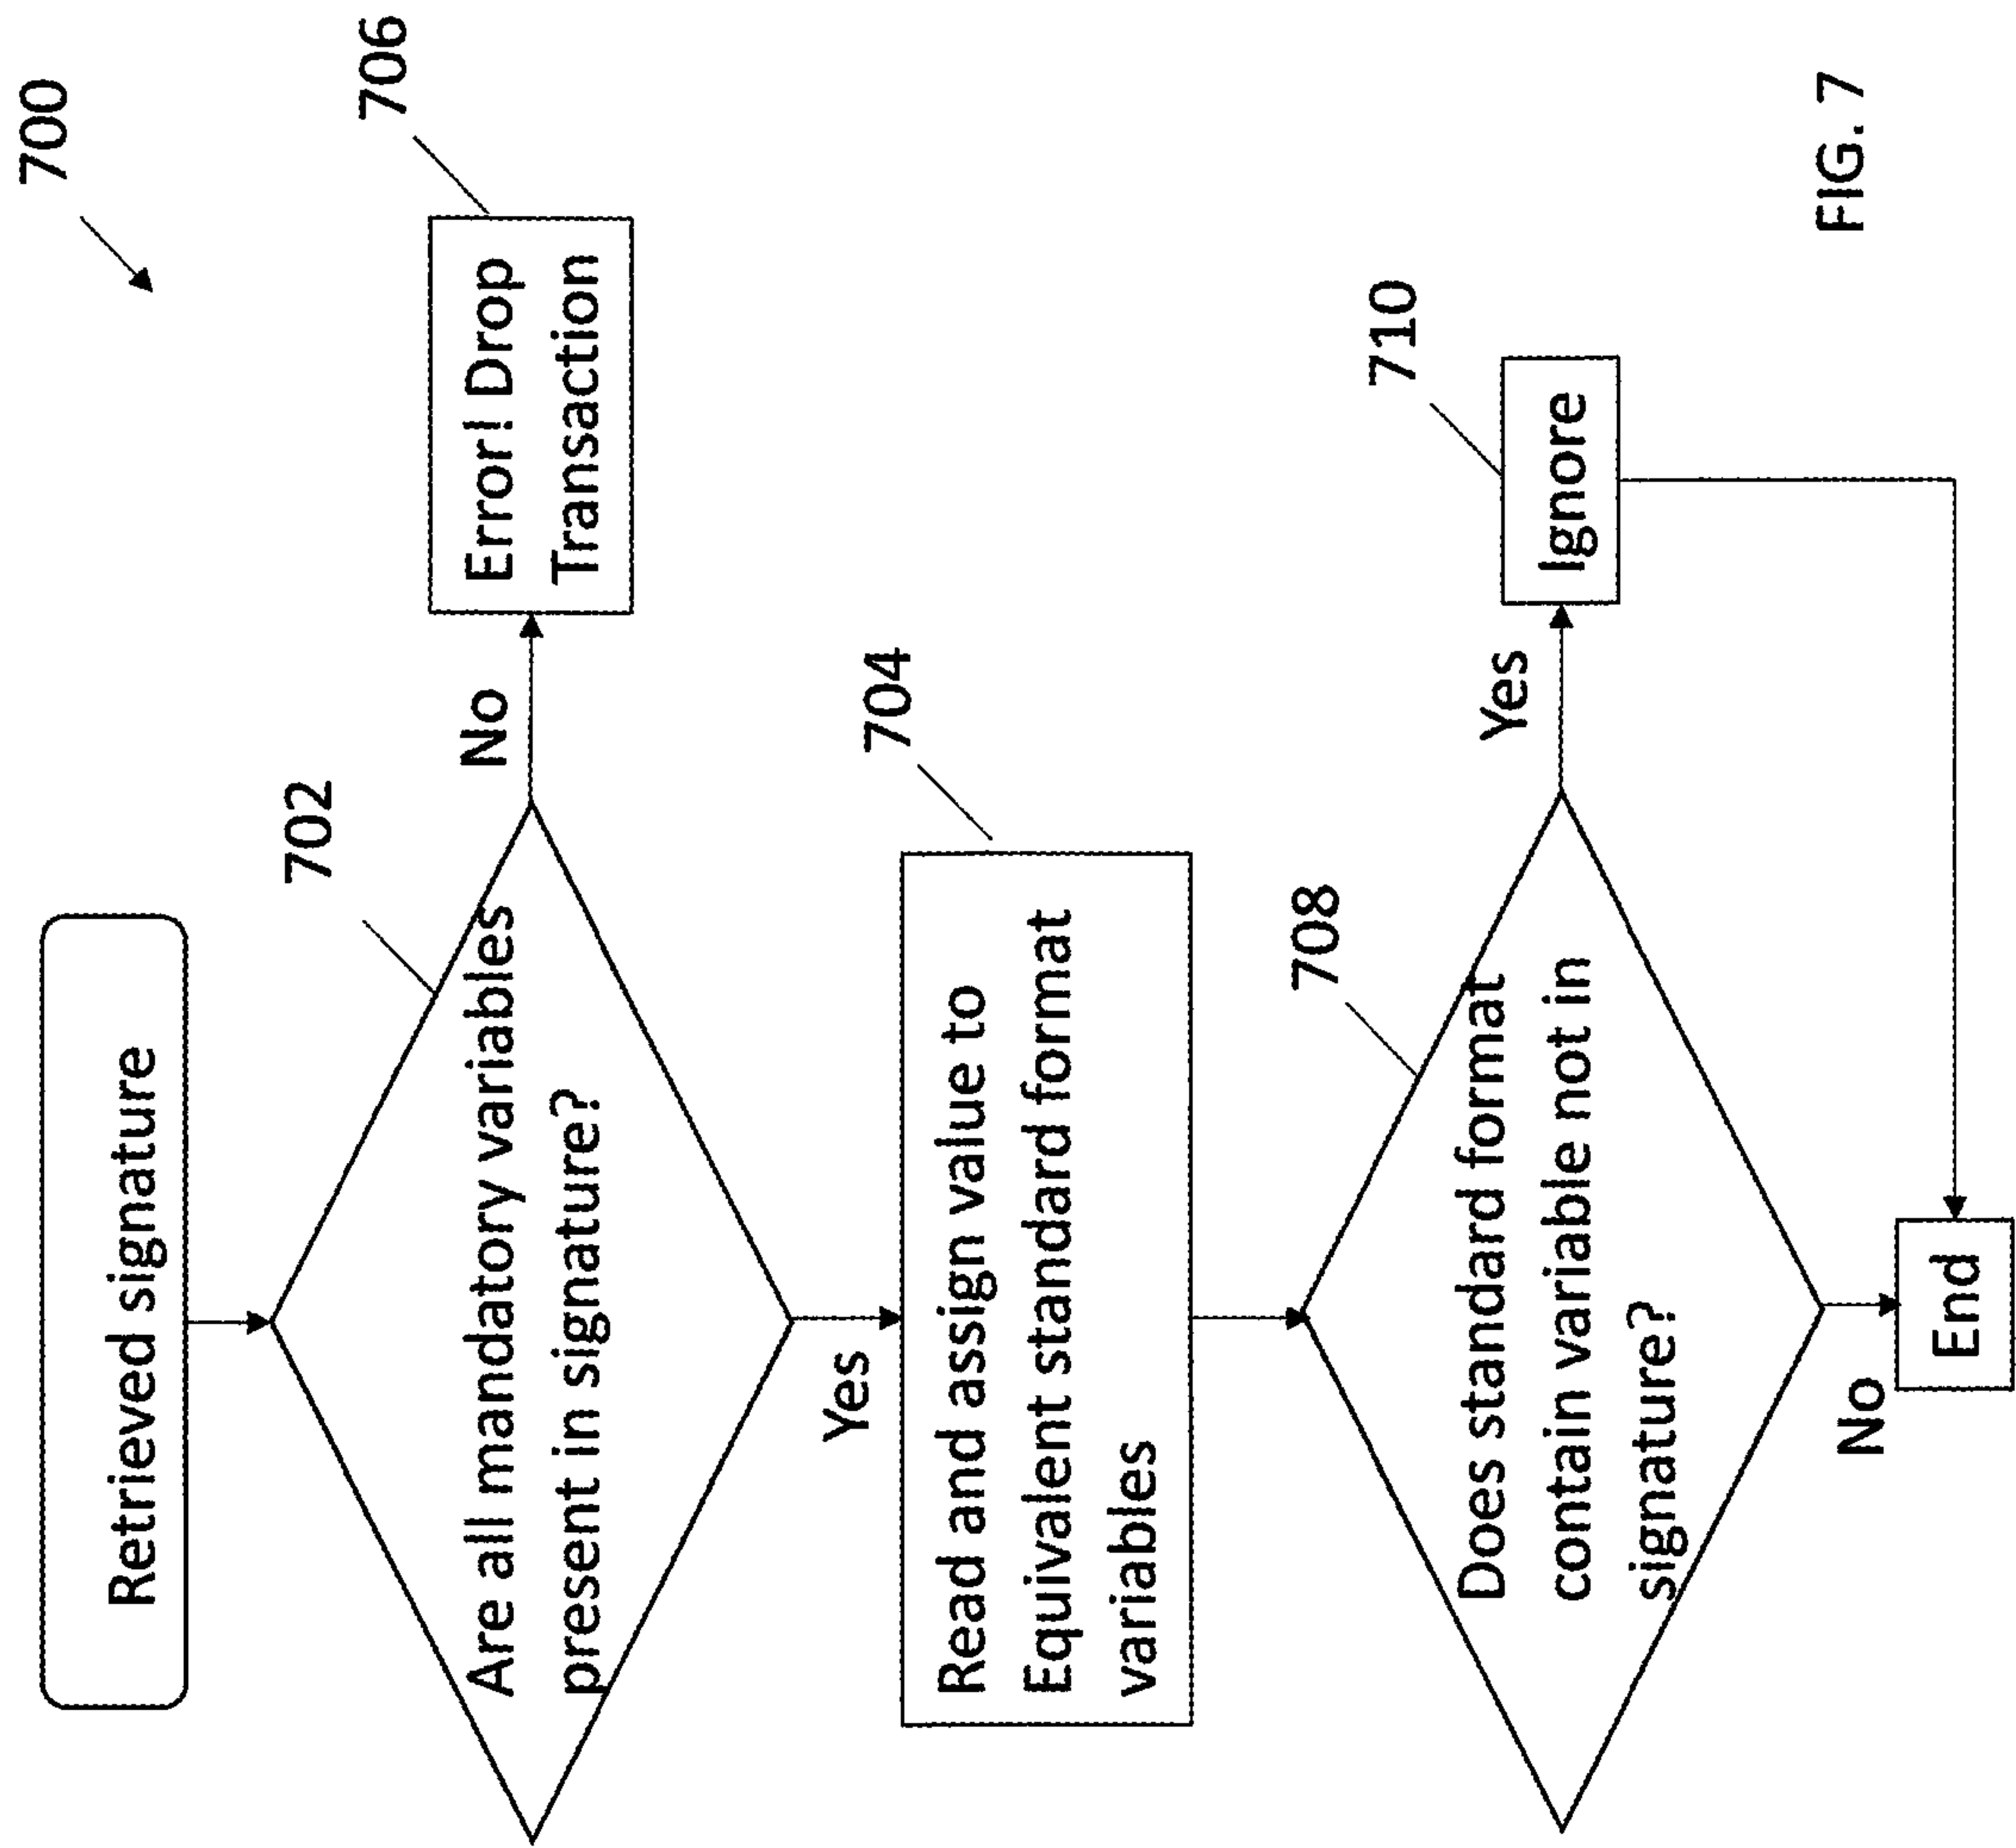 700
Retrieved signature
702
Are all mandatory variables
present in signature?
No
706
Error! Drop
Transaction
Yes
704
Read and assign value to
Equivalent standard format
variables
708
Does standard format
contain variable not in
signature?
Yes
710
Ignore
No
End
FIG. 7